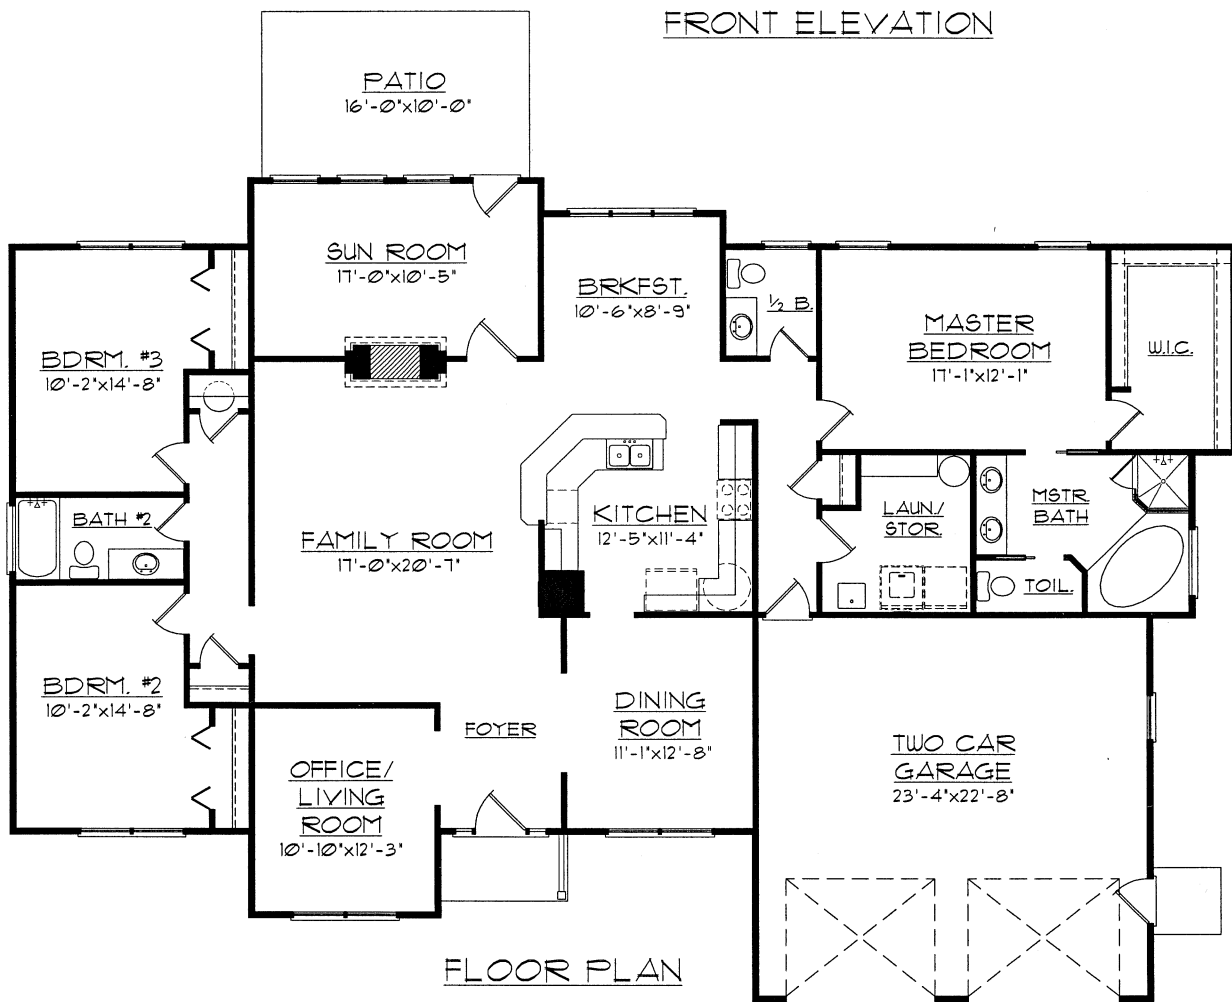 FRONT ELEVATION
PATIO
16'-0"x10'-0"
SUN ROOM
17'-0"x10'-5"
BRKFST.
10'-6"x8'-9"
1/2 B.
MASTER
BEDROOM
17'-1"x12'-1"
W.I.C.
BDRM. #3
10'-2"x14'-8"
BATH #2
FAMILY ROOM
17'-0"x20'-7"
KITCHEN
12'-5"x11'-4"
LAUN./
STOR.
MSTR.
BATH
TOIL.
BDRM. #2
10'-2"x14'-8"
FOYER
DINING
ROOM
11'-1"x12'-8"
OFFICE/
LIVING
ROOM
10'-10"x12'-3"
TWO CAR
GARAGE
23'-4"x22'-8"
FLOOR PLAN